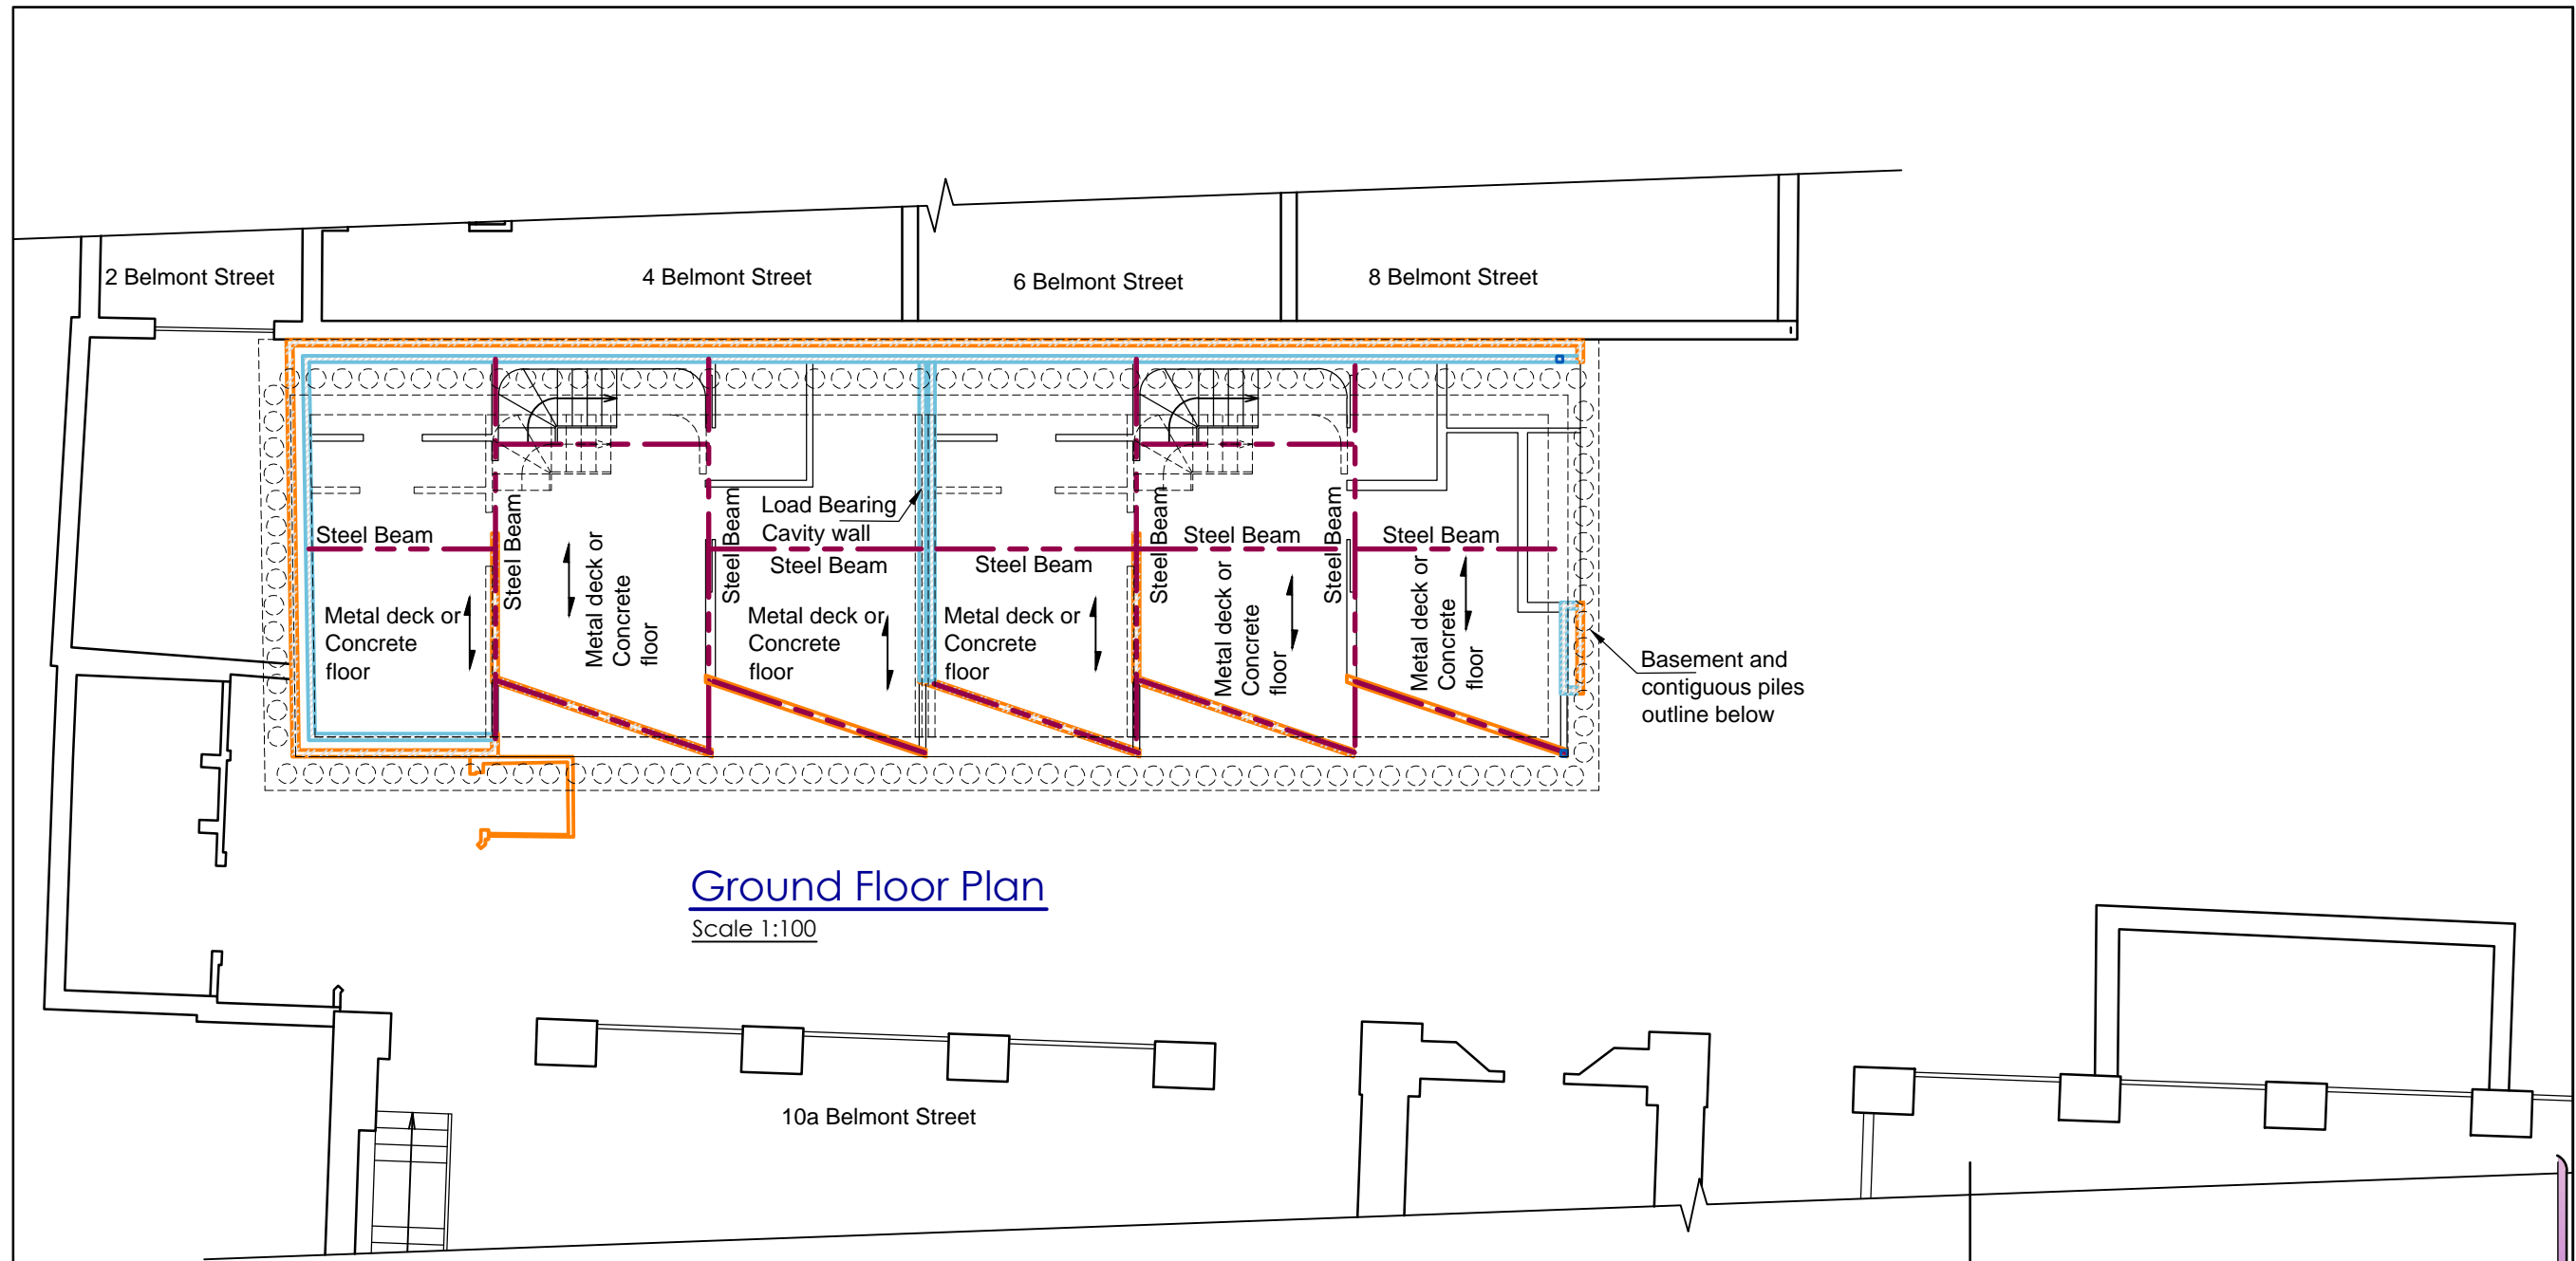 2 Belmont Street
4 Belmont Street
6 Belmont Street
8 Belmont Street
Steel Beam
Steel Beam
Metal deck or
Concrete
floor
Metal deck or
Concrete
floor
Steel Beam
Load Bearing
Cavity wall
Steel Beam
Metal deck or
Concrete
floor
Steel Beam
Metal deck or
Concrete
floor
Steel Beam
Steel Beam
Metal deck or
Concrete
floor
Steel Beam
Steel Beam
Metal deck or
Concrete
floor
Basement and
contiguous piles
outline below
Ground Floor Plan
Scale 1:100
10a Belmont Street